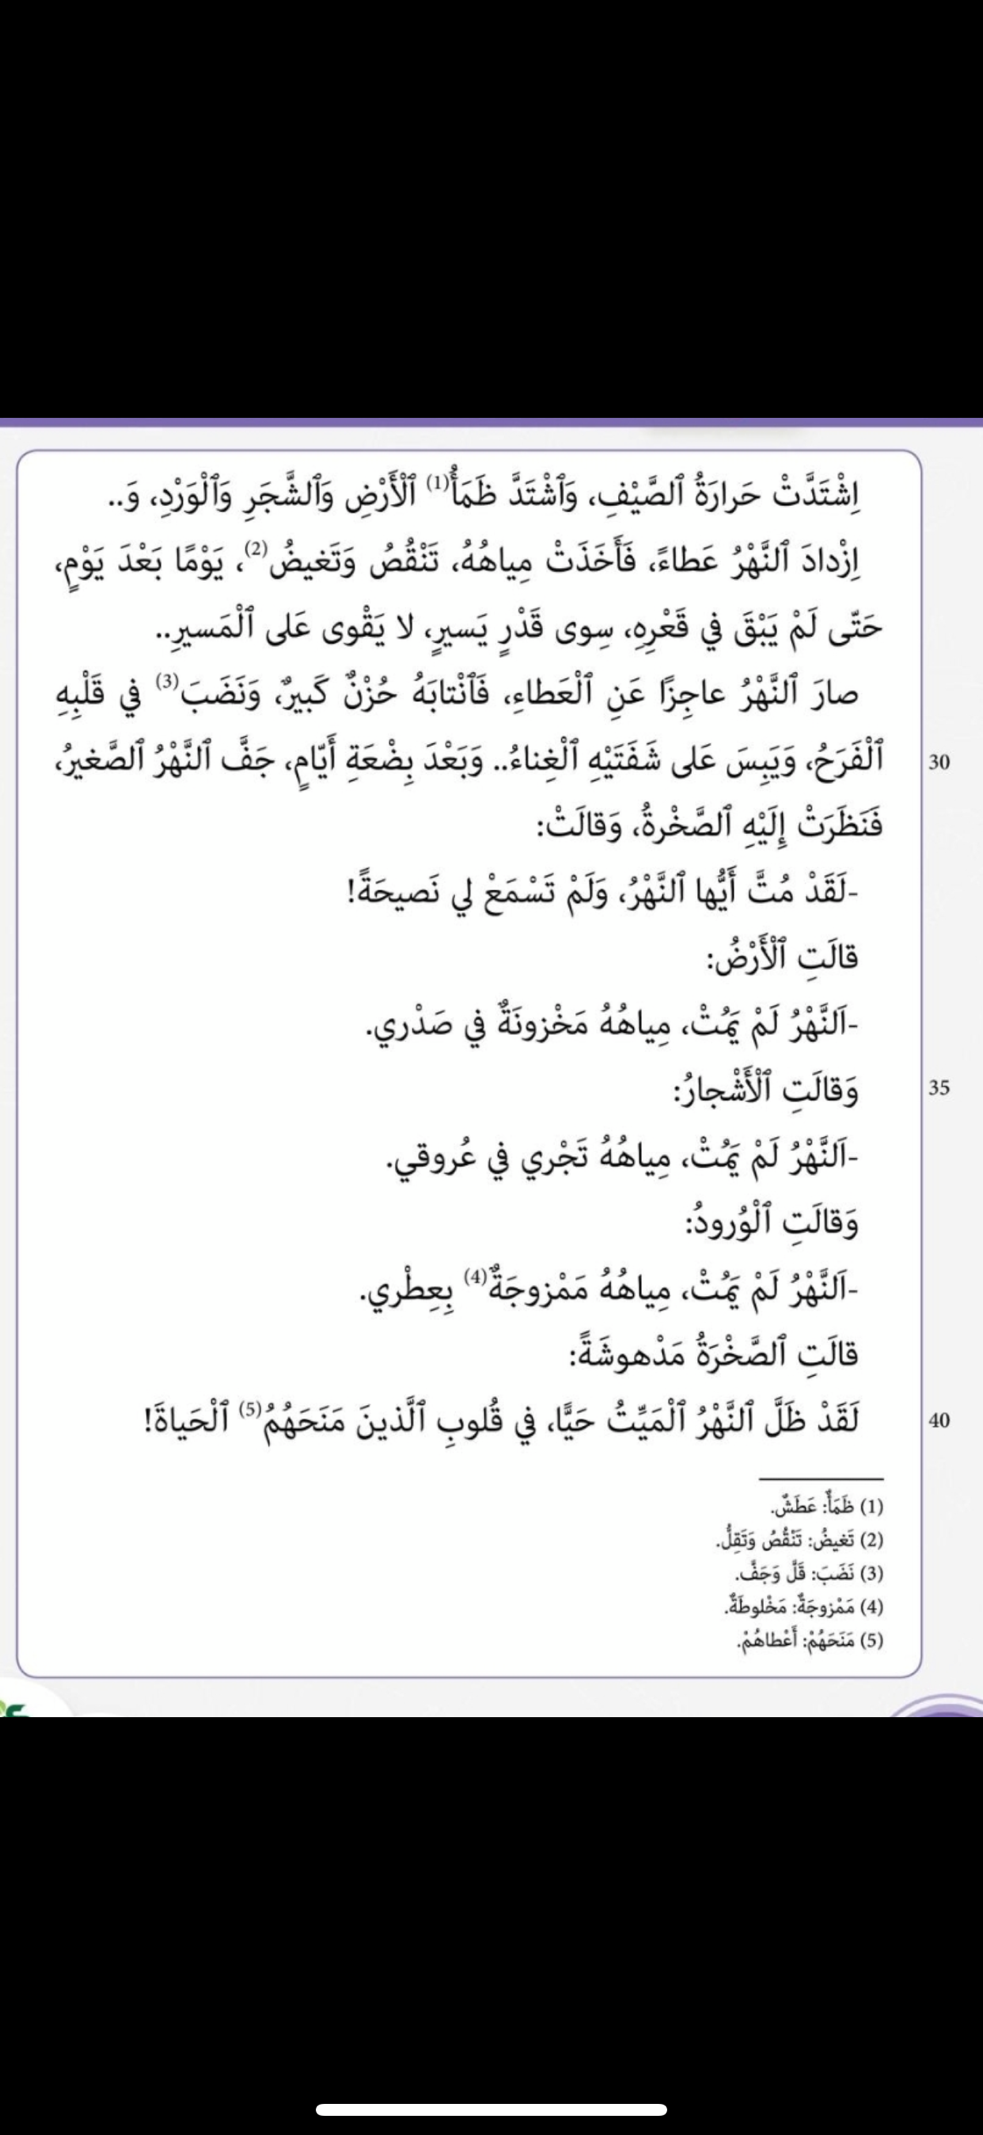 اِشْتَدَّتْ حَرارَةُ ٱلصَّيْفِ، وَٱشْتَدَّ ظَمَأُ(1) ٱلْأَرْضِ وَٱلشَّجَرِ وَٱلْوَرْدِ، وَ..
اِزْدادَ ٱلنَّهْرُ عَطاءً، فَأَخَذَتْ مِياهُهُ، تَنْقُصُ وَتَغيضُ(2)، يَوْمًا بَعْدَ يَوْمٍ،
حَتّى لَمْ يَبْقَ في قَعْرِهِ، سِوى قَدْرٍ يَسيرٍ، لا يَقْوى عَلى ٱلْمَسيرِ..
صارَ ٱلنَّهْرُ عاجِزًا عَنِ ٱلْعَطاءِ، فَٱنْتابَهُ حُزْنٌ كَبيرٌ، وَنَضَبَ(3) في قَلْبِهِ
ٱلْفَرَحُ، وَيَبِسَ عَلى شَفَتَيْهِ ٱلْغِناءُ.. وَبَعْدَ بِضْعَةِ أَيّامٍ، جَفَّ ٱلنَّهْرُ ٱلصَّغيرُ،
30
فَنَظَرَتْ إِلَيْهِ ٱلصَّخْرةُ، وَقالَتْ:
-لَقَدْ مُتَّ أَيُّها ٱلنَّهْرُ، وَلَمْ تَسْمَعْ لي نَصيحَةً!
قالَتِ ٱلْأَرْضُ:
-اَلنَّهْرُ لَمْ يَمُتْ، مِياهُهُ مَخْزونَةٌ في صَدْري.
وَقالَتِ ٱلْأَشْجارُ:
35
-اَلنَّهْرُ لَمْ يَمُتْ، مِياهُهُ تَجْري في عُروقي.
وَقالَتِ ٱلْوُرودُ:
-اَلنَّهْرُ لَمْ يَمُتْ، مِياهُهُ مَمْزوجَةٌ(4) بِعِطْري.
قالَتِ ٱلصَّخْرَةُ مَدْهوشَةً:
لَقَدْ ظَلَّ ٱلنَّهْرُ ٱلْمَيِّتُ حَيًّا، في قُلوبِ ٱلَّذينَ مَنَحَهُمُ(5) ٱلْحَياةَ!
40
(1) ظَمَأٌ: عَطَشٌ.
(2) تَغيضُ: تَنْقُصُ وَتَقِلُّ.
(3) نَضَبَ: قَلَّ وَجَفَّ.
(4) مَمْزوجَةٌ: مَخْلوطَةٌ.
(5) مَنَحَهُمْ: أَعْطاهُمْ.